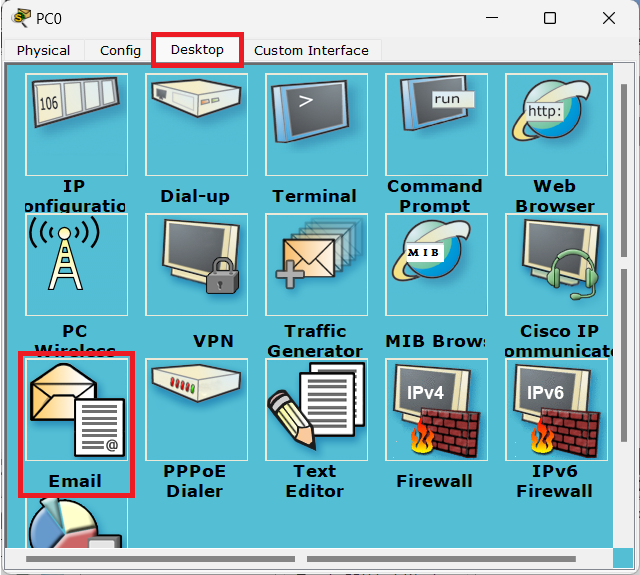 PC0
Physical Config Desktop Custom Interface
106
>
run
http:
IP
onfiguratio
Dial-up
Terminal
Command
Prompt
Web
Browser
MIB
PC
Wireless
VPN
Traffic
Generator
MIB Brows
Cisco IP
ommunicato
@
IPv4
IPv6
Email
PPPoE
Dialer
Text
Editor
Firewall
IPv6
Firewall